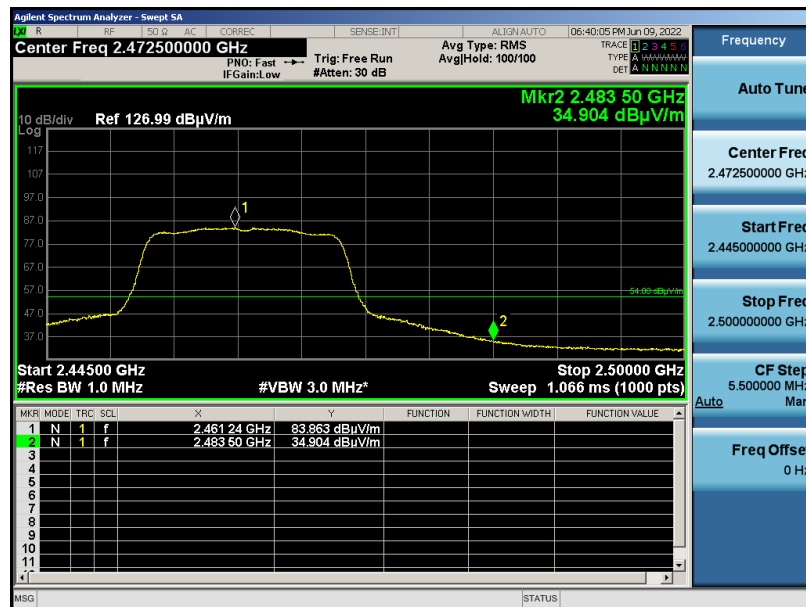 Agilent Spectrum Analyzer - Swept SA
LXI R RF 50 Ω AC CORREC SENSE:INT ALIGN AUTO 06:40:05 PM Jun 09, 2022
Center Freq 2.472500000 GHz
PNO: Fast
IFGain:Low
Trig: Free Run
#Atten: 30 dB
Avg Type: RMS
Avg|Hold: 100/100
TRACE 1 2 3 4 5 6
TYPE A WWWWW
DET A N N N N N
Mkr2 2.483 50 GHz
34.904 dBµV/m
10 dB/div
Log
Ref 126.99 dBµV/m
117
107
97.0
87.0
77.0
67.0
57.0
47.0
37.0
1
2
54.00 dBµV/m
Start 2.44500 GHz
Stop 2.50000 GHz
#Res BW 1.0 MHz
#VBW 3.0 MHz*
Sweep 1.066 ms (1000 pts)
MKR MODE TRC SCL X Y FUNCTION FUNCTION WIDTH FUNCTION VALUE
1 N 1 f 2.461 24 GHz 83.863 dBµV/m
2 N 1 f 2.483 50 GHz 34.904 dBµV/m
3
4
5
6
7
8
9
10
11
MSG
STATUS
Frequency
Auto Tune
Center Freq
2.472500000 GHz
Start Freq
2.445000000 GHz
Stop Freq
2.500000000 GHz
CF Step
5.500000 MHz
Auto Man
Freq Offset
0 Hz